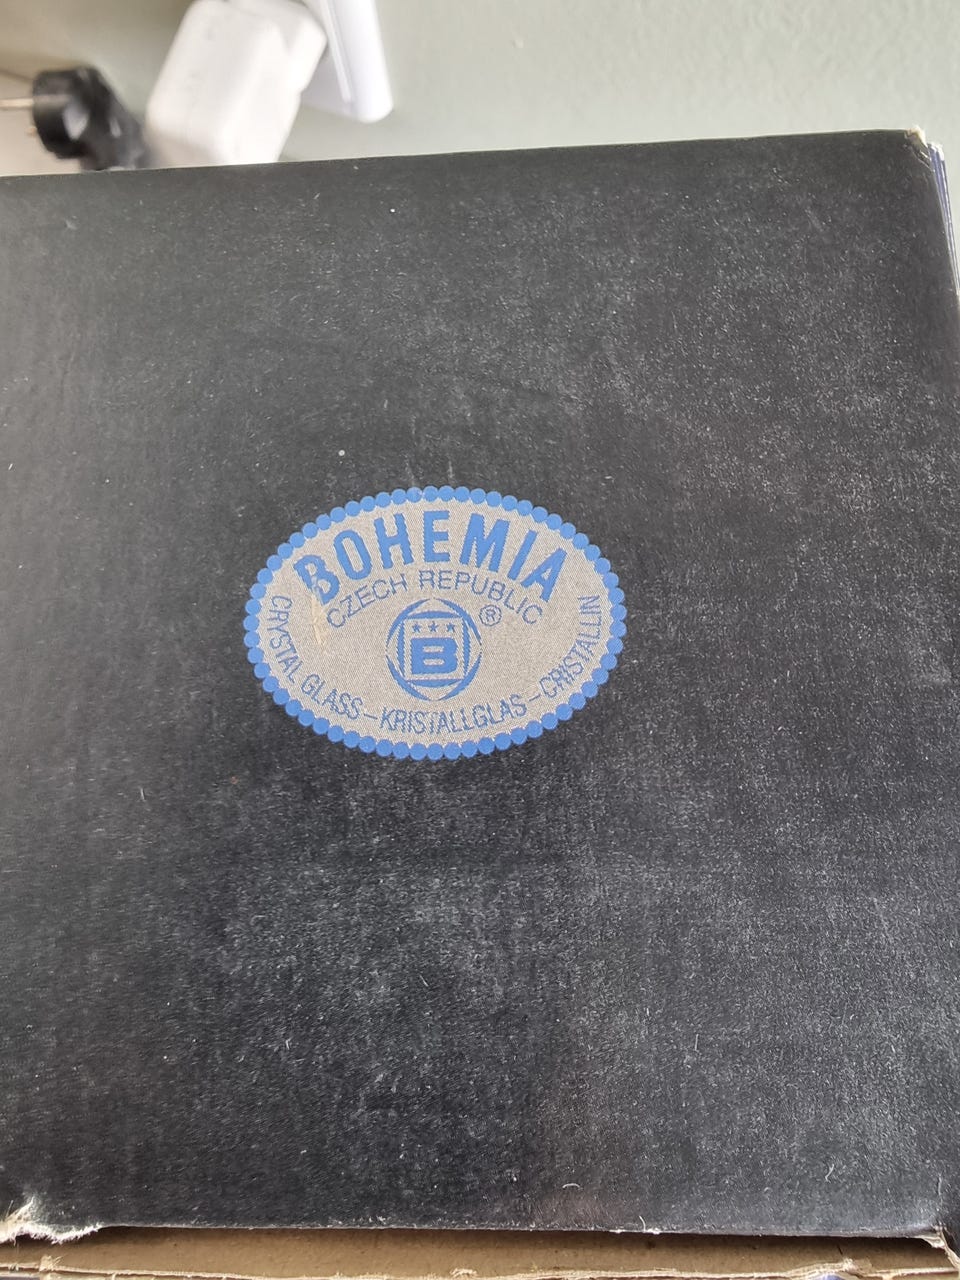 BOHEMIA
CZECH REPUBLIC
®
B
CRYSTAL GLASS – KRISTALLGLAS – CRISTALLIN